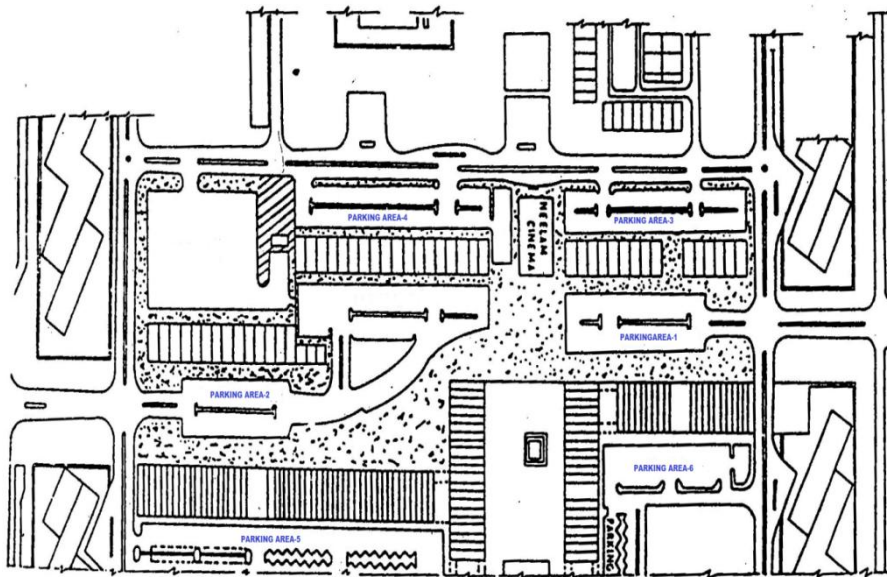 PARKING AREA-4
PARKING AREA-3
NEELAM
CINEMA
PARKINGAREA-1
PARKING AREA-2
PARKING AREA-6
PARKING AREA-5
PARKING